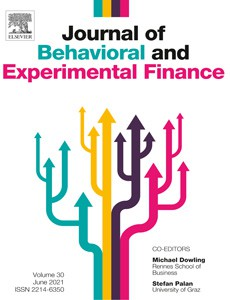 ELSEVIER
Journal of
Behavioral and
Experimental Finance
CO-EDITORS
Michael Dowling
Rennes School of
Business
Stefan Palan
University of Graz
Volume 30
June 2021
ISSN 2214-6350